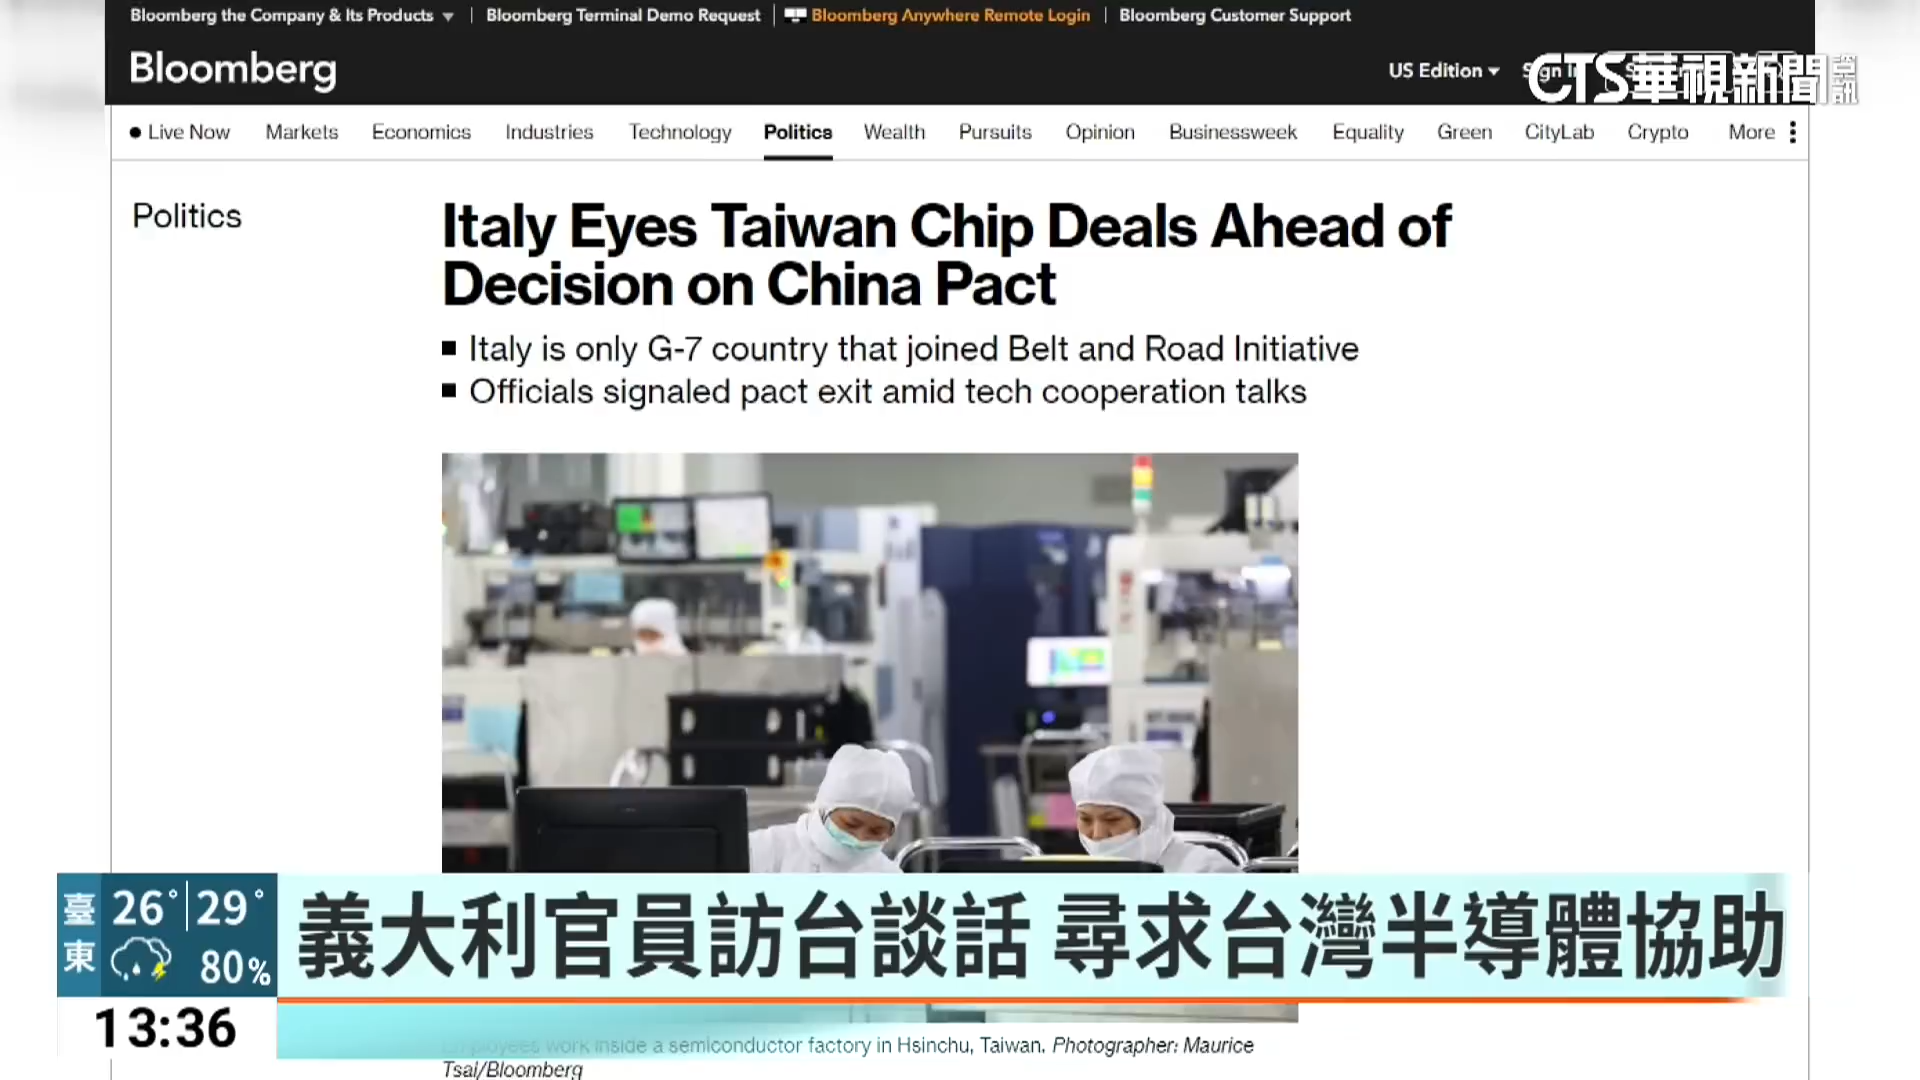 Bloomberg the Company & Its Products
Bloomberg Terminal Demo Request
Bloomberg Anywhere Remote Login
Bloomberg Customer Support
Bloomberg
US Edition
CTS華視新聞資訊
Live Now
Markets
Economics
Industries
Technology
Politics
Wealth
Pursuits
Opinion
Businessweek
Equality
Green
CityLab
Crypto
More
Politics
Italy Eyes Taiwan Chip Deals Ahead of
Decision on China Pact
Italy is only G-7 country that joined Belt and Road Initiative
Officials signaled pact exit amid tech cooperation talks
臺東
26° 29°
80%
13:36
義大利官員訪台談話 尋求台灣半導體協助
Employees work inside a semiconductor factory in Hsinchu, Taiwan. Photographer: Maurice
Tsai/Bloomberg